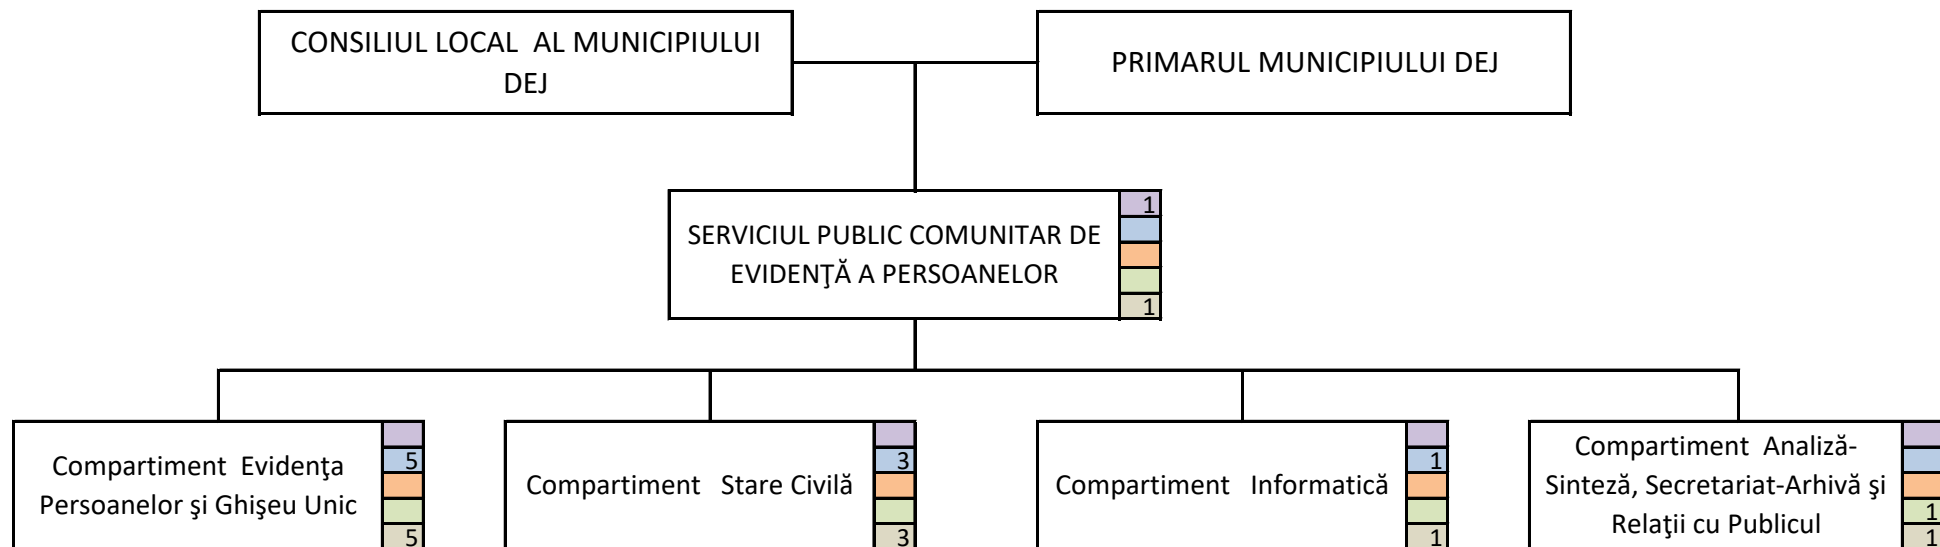 CONSILIUL LOCAL AL MUNICIPIULUI
DEJ
PRIMARUL MUNICIPIULUI DEJ
SERVICIUL PUBLIC COMUNITAR DE
EVIDENŢĂ A PERSOANELOR
1
1
Compartiment Evidenţa
Persoanelor şi Ghişeu Unic
5
5
Compartiment Stare Civilă
3
3
Compartiment Informatică
1
1
Compartiment Analiză-
Sinteză, Secretariat-Arhivă şi
Relaţii cu Publicul
1
1